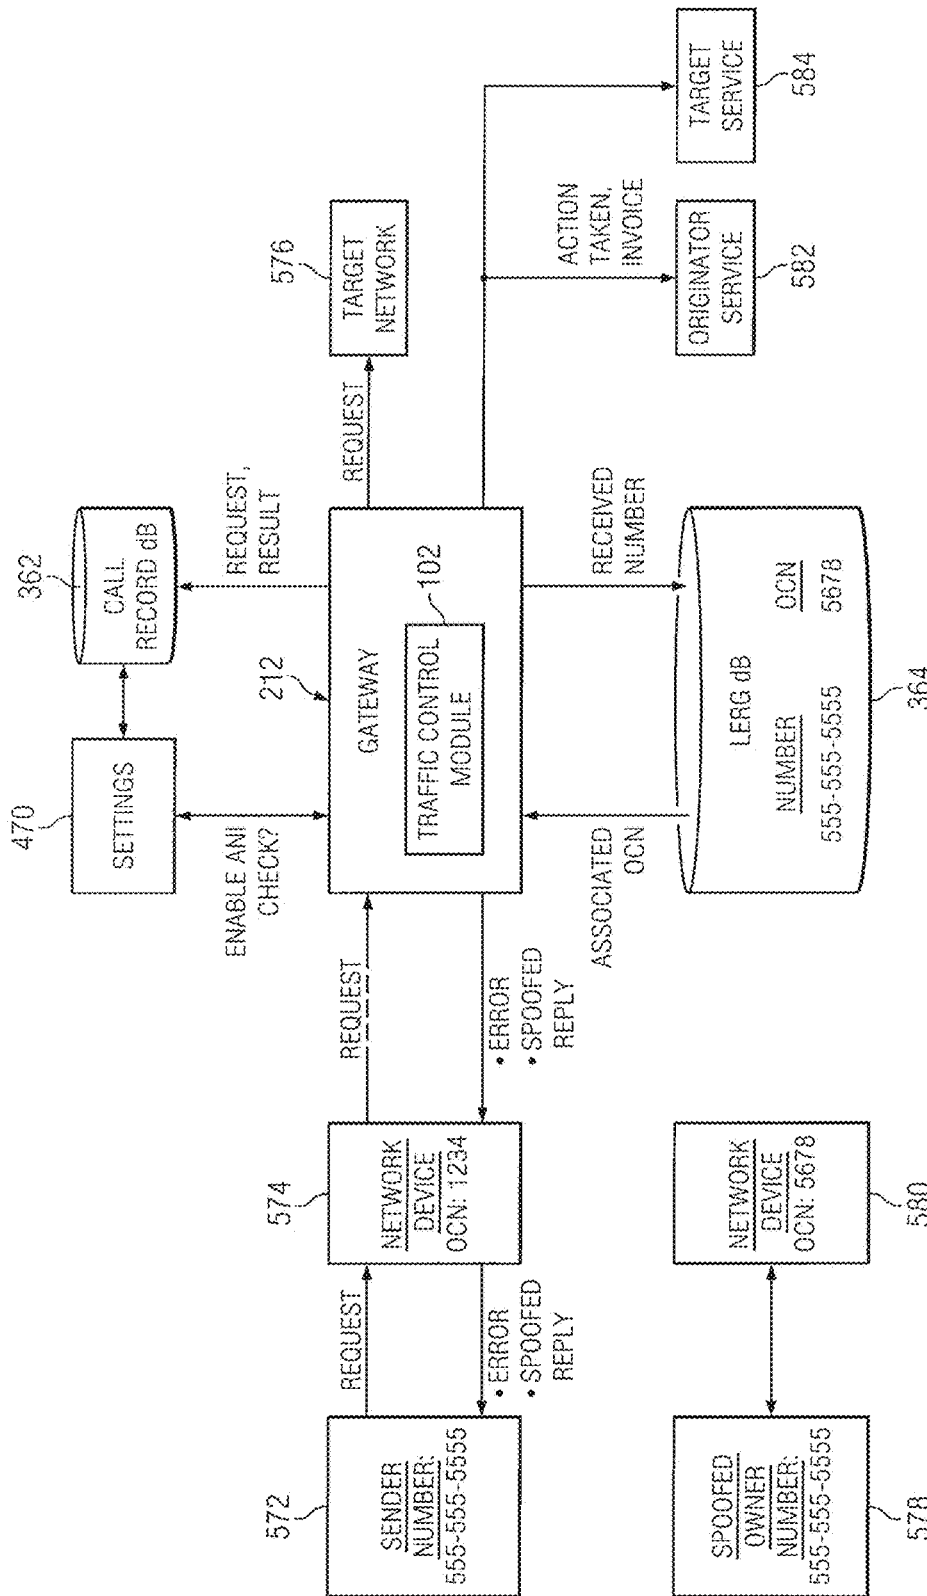 572
SENDER
NUMBER:
555-555-5555
REQUEST
• ERROR
• SPOOFED
REPLY
574
NETWORK
DEVICE
OCN: 1234
REQUEST
• ERROR
• SPOOFED
REPLY
470
SETTINGS
ENABLE ANI
CHECK?
362
CALL
RECORD dB
REQUEST,
RESULT
212
GATEWAY
TRAFFIC CONTROL
MODULE
102
REQUEST
576
TARGET
NETWORK
578
SPOOFED
OWNER
NUMBER:
555-555-5555
580
NETWORK
DEVICE
OCN: 5678
ASSOCIATED
OCN
RECEIVED
NUMBER
LERG dB
NUMBER OCN
555-555-5555 5678
364
ACTION
TAKEN,
INVOICE
ORIGINATOR
SERVICE
582
TARGET
SERVICE
584